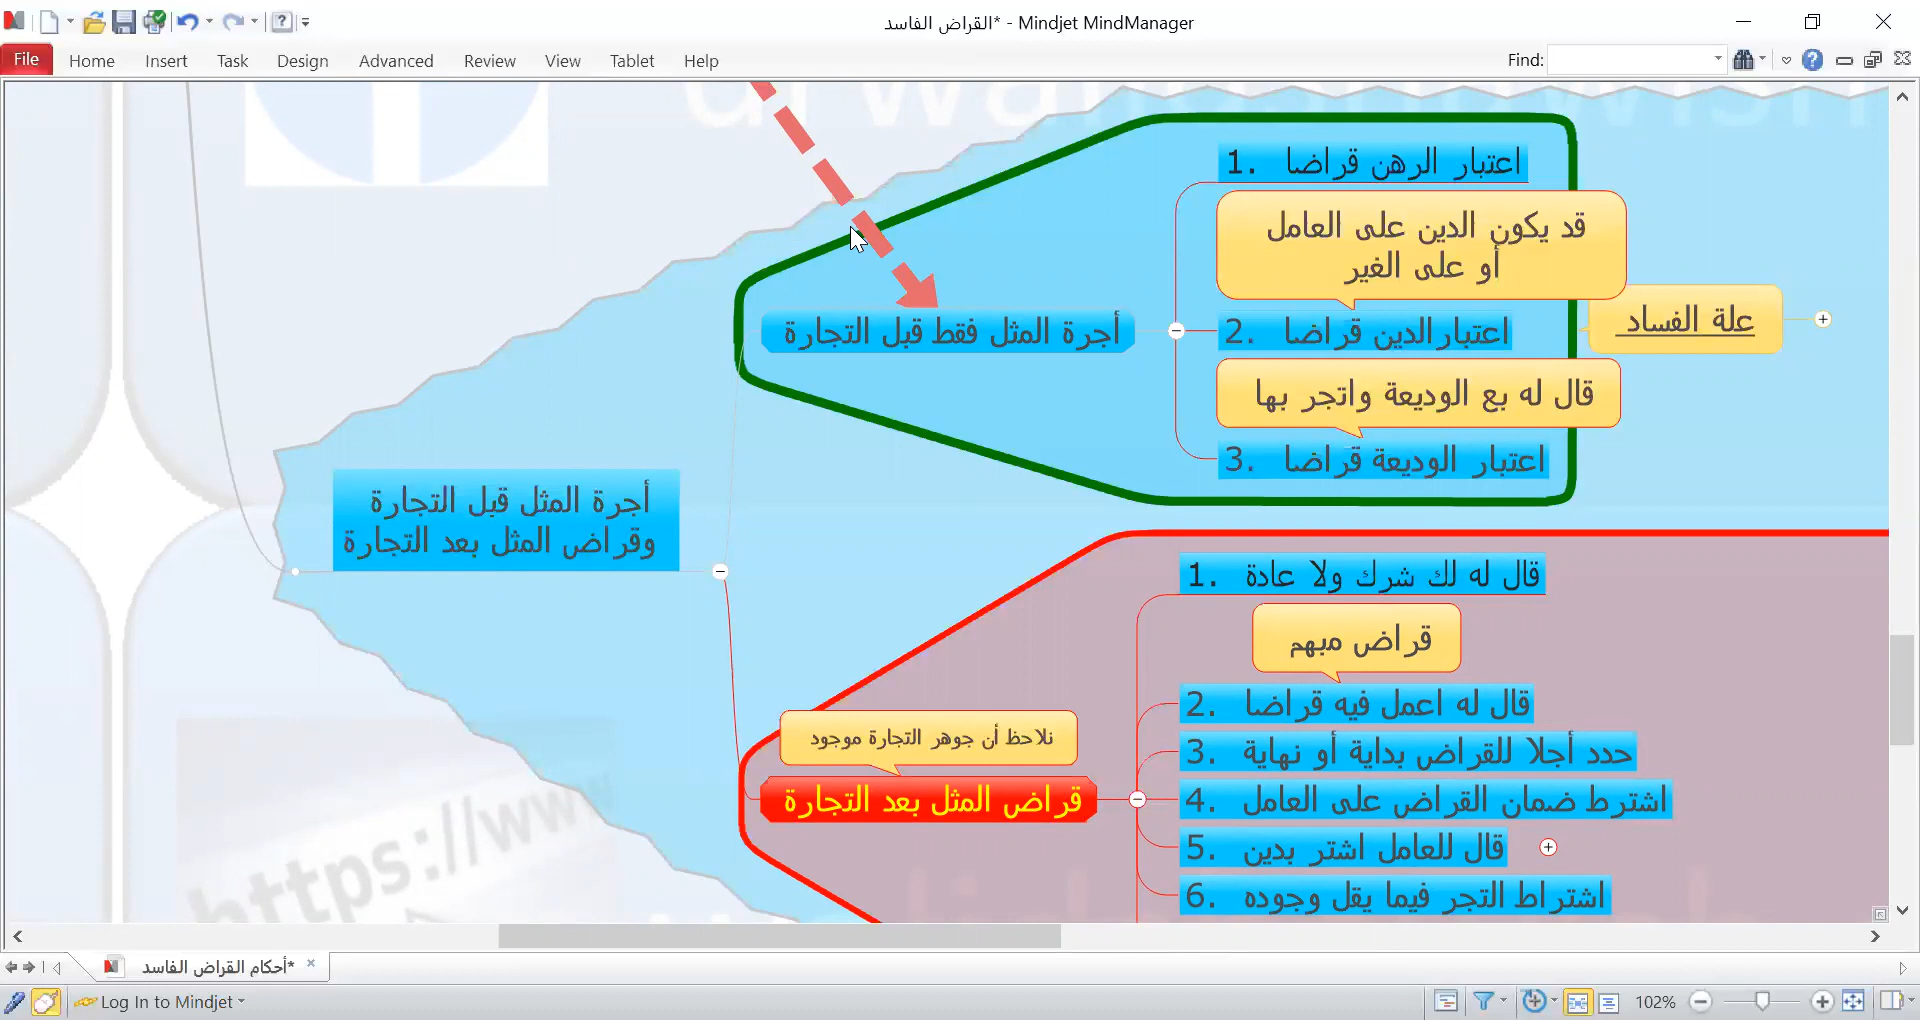 *القراض الفاسد - Mindjet MindManager
File Home Insert Task Design Advanced Review View Tablet Help
Find:
1. اعتبار الرهن قراضا
قد يكون الدين على العامل
أو على الغير
علة الفساد
أجرة المثل فقط قبل التجارة
2. اعتبارالدين قراضا
قال له بع الوديعة واتجر بها
3. اعتبار الوديعة قراضا
أجرة المثل قبل التجارة
وقراض المثل بعد التجارة
1. قال له لك شرك ولا عادة
قراض مبهم
2. قال له اعمل فيه قراضا
نلاحظ أن جوهر التجارة موجود
3. حدد أجلا للقراض بداية أو نهاية
قراض المثل بعد التجارة
4. اشترط ضمان القراض على العامل
5. قال للعامل اشتر بدين
6. اشتراط التجر فيما يقل وجوده
https://www
*أحكام القراض الفاسد
Log In to Mindjet
102%